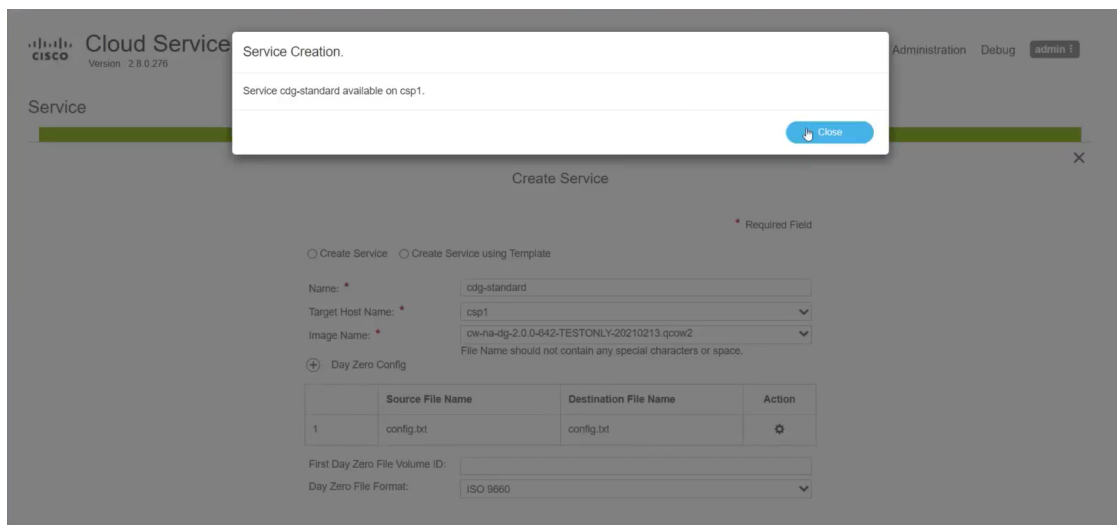 Cloud Service
cisco
Version 2.8.0.276
Service Creation.
Administration Debug admin
Service cdg-standard available on csp1.
Service
Close
Create Service
* Required Field
Create Service Create Service using Template
Name: * cdg-standard
Target Host Name: * csp1
Image Name: * cw-na-dg-2.0.0-642-TESTONLY-20210213.qcow2
File Name should not contain any special characters or space.
Day Zero Config
Source File Name Destination File Name Action
1 config.txt config.txt
First Day Zero File Volume ID:
Day Zero File Format: ISO 9660